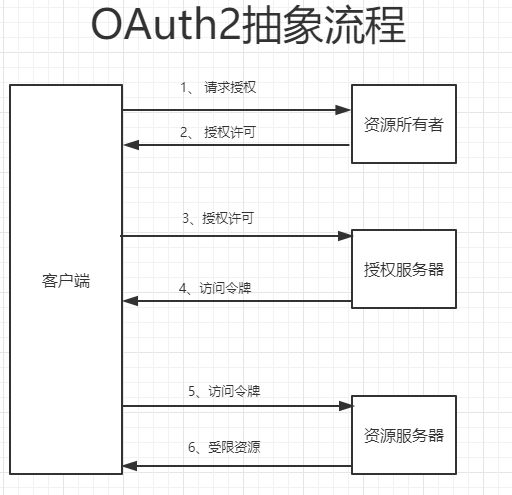 OAuth2抽象流程
1、 请求授权
资源所有者
2、 授权许可
3、授权许可
客户端
授权服务器
4、访问令牌
5、访问令牌
资源服务器
6、受限资源